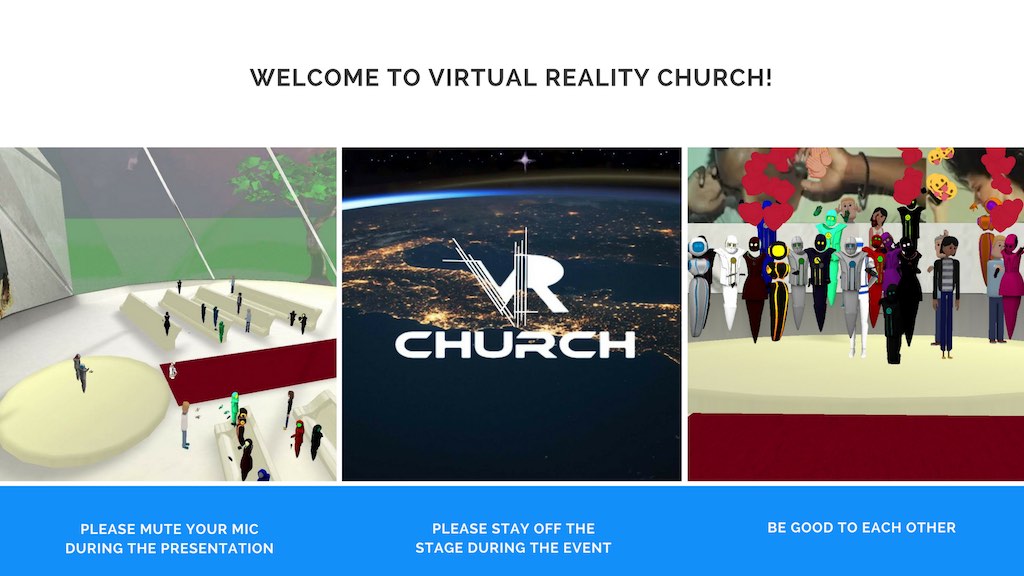 WELCOME TO VIRTUAL REALITY CHURCH!
VR
CHURCH
PLEASE MUTE YOUR MIC
DURING THE PRESENTATION
PLEASE STAY OFF THE
STAGE DURING THE EVENT
BE GOOD TO EACH OTHER